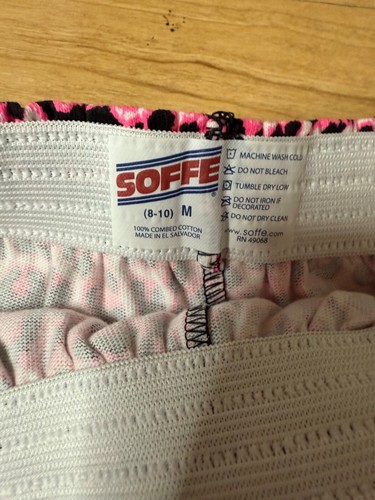 SOFFE
(8-10) M
100% COMBED COTTON
MADE IN EL SALVADOR
MACHINE WASH COLD
DO NOT BLEACH
TUMBLE DRY LOW
DO NOT IRON IF
DECORATED
DO NOT DRY CLEAN
www.soffe.com
RN 49068